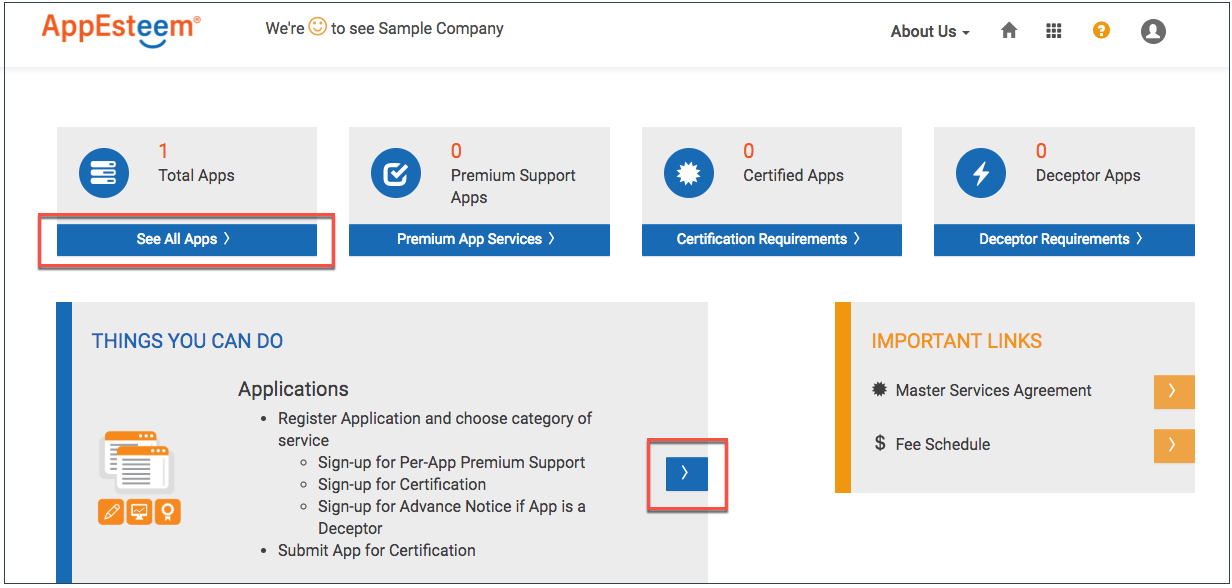 AppEsteem®
We're to see Sample Company
About Us
?
1
Total Apps
See All Apps
0
Premium Support
Apps
Premium App Services
0
Certified Apps
Certification Requirements
0
Deceptor Apps
Deceptor Requirements
THINGS YOU CAN DO
Applications
• Register Application and choose category of
service
○ Sign-up for Per-App Premium Support
○ Sign-up for Certification
○ Sign-up for Advance Notice if App is a
Deceptor
• Submit App for Certification
IMPORTANT LINKS
Master Services Agreement
$ Fee Schedule